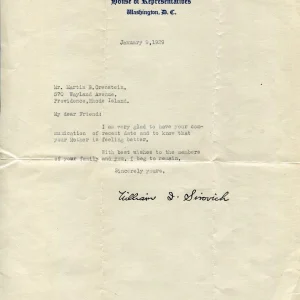 House of Representatives
Washington, D. C.
January 9, 1939
Mr. Martin B. Orenstein,
270 Wayland Avenue,
Providence, Rhode Island.
My dear Friend:
I am very glad to have your com-
munication of recent date and to know that
your Mother is feeling better.
With best wishes to the members
of your family and you, I beg to remain,
Sincerely yours,
William I. Sirovich